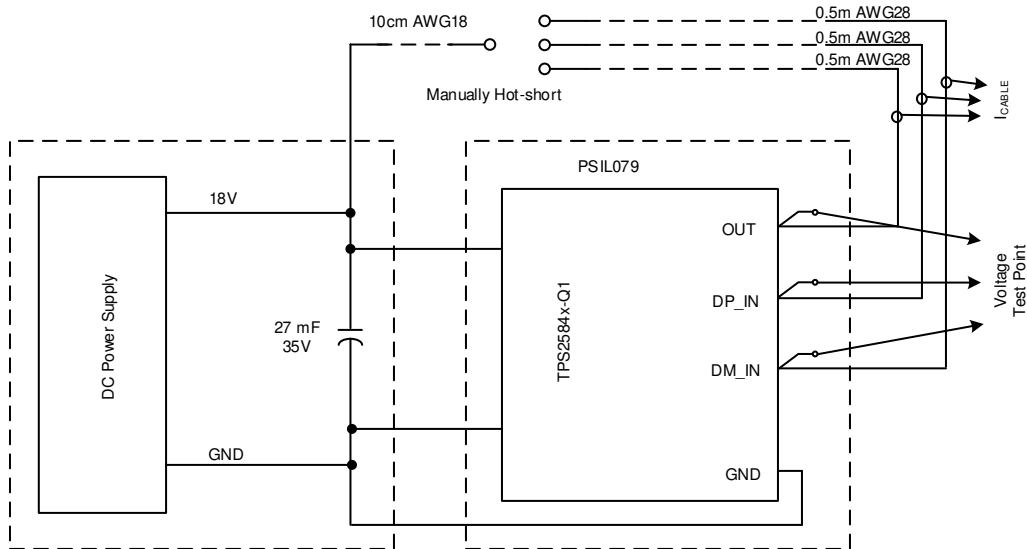 10cm AWG18
0.5m AWG28
0.5m AWG28
0.5m AWG28
Manually Hot-short
ICABLE
PSIL079
18V
OUT
DC Power Supply
27 mF
35V
TPS2584x-Q1
DP_IN
Voltage
Test Point
DM_IN
GND
GND